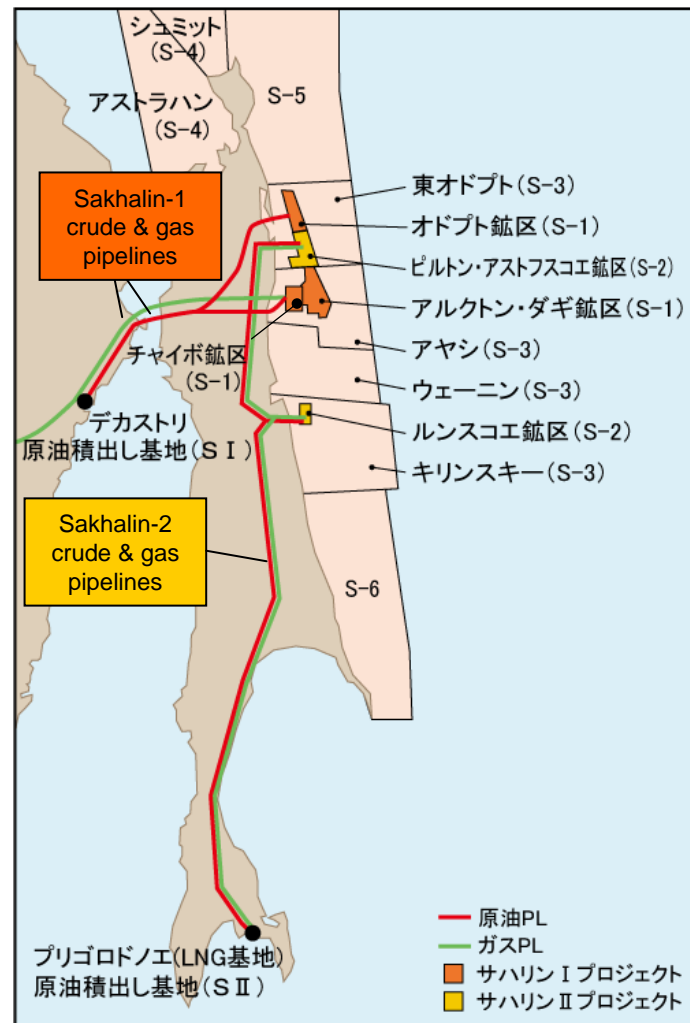 シュミット
(S-4)
アストラハン
(S-4)
S-5
Sakhalin-1
crude & gas
pipelines
東オドプト(S-3)
オドプト鉱区(S-1)
ピルトン・アストフスコエ鉱区(S-2)
アルクトン・ダギ鉱区(S-1)
チャイボ鉱区
(S-1)
アヤシ(S-3)
ウェーニン(S-3)
デカストリ
原油積出し基地(SⅠ)
ルンスコエ鉱区(S-2)
キリンスキー(S-3)
Sakhalin-2
crude & gas
pipelines
S-6
プリゴロドノエ(LNG基地)
原油積出し基地(SⅡ)
原油PL
ガスPL
サハリンⅠプロジェクト
サハリンⅡプロジェクト